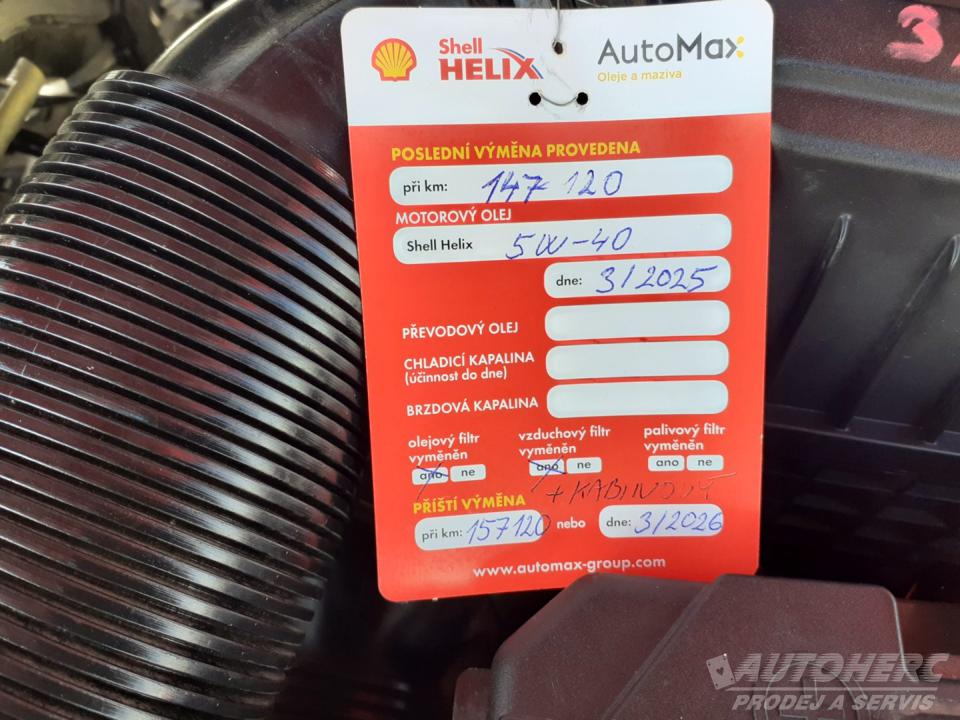 Shell
HELIX
AutoMax
Oleje a maziva
POSLEDNÍ VÝMĚNA PROVEDENA
při km: 147 120
MOTOROVÝ OLEJ
Shell Helix 5W-40
dne: 3/2025
PŘEVODOVÝ OLEJ
CHLADICÍ KAPALINA
(účinnost do dne)
BRZDOVÁ KAPALINA
olejový filtr
vyměněn
ano ne
vzduchový filtr
vyměněn
ano ne
palivový filtr
vyměněn
ano ne
+ KABINOVÝ
PŘÍŠTÍ VÝMĚNA
při km: 157120 nebo dne: 3/2026
www.automax-group.com
AUTOHERC
PRODEJ A SERVIS